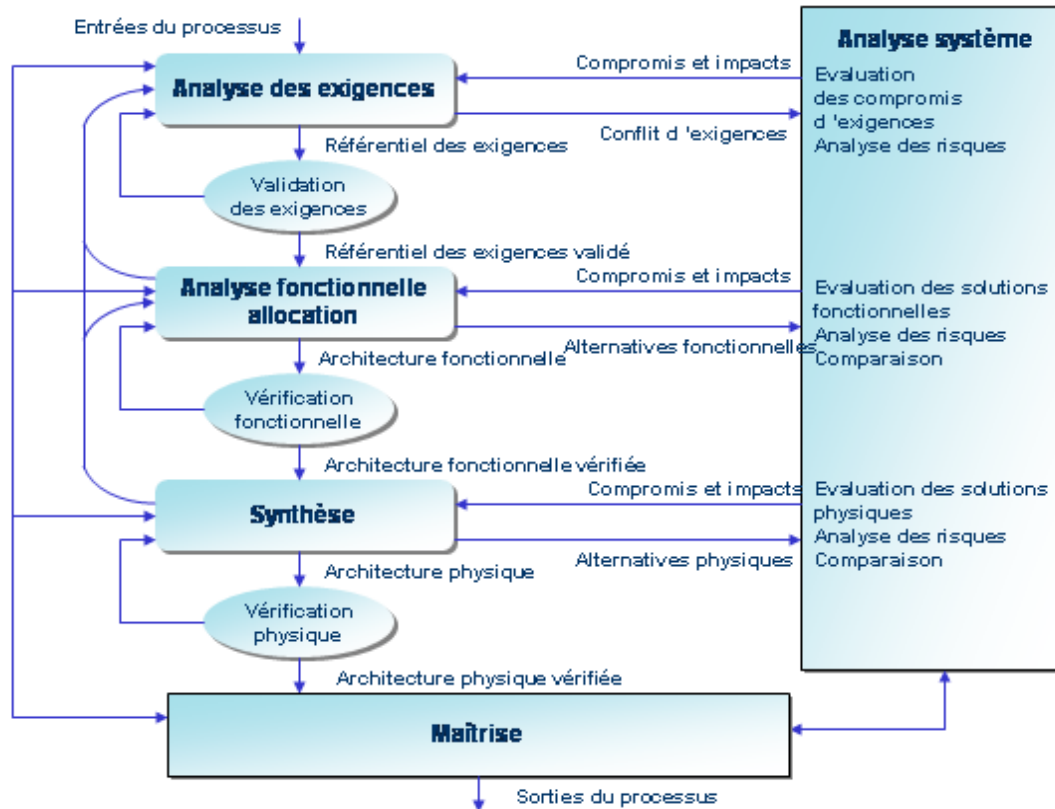 Entrées du processus
Analyse des exigences
Référentiel des exigences
Validation
des exigences
Référentiel des exigences validé
Analyse fonctionnelle
allocation
Architecture fonctionnelle
Vérification
fonctionnelle
Architecture fonctionnelle vérifiée
Synthèse
Architecture physique
Vérification
physique
Architecture physique vérifiée
Maîtrise
Sorties du processus
Compromis et impacts
Conflit d 'exigences
Compromis et impacts
Alternatives fonctionnelles
Compromis et impacts
Alternatives physiques
Analyse système
Evaluation
des compromis
d 'exigences
Analyse des risques
Evaluation des solutions
fonctionnelles
Analyse des risques
Comparaison
Evaluation des solutions
physiques
Analyse des risques
Comparaison